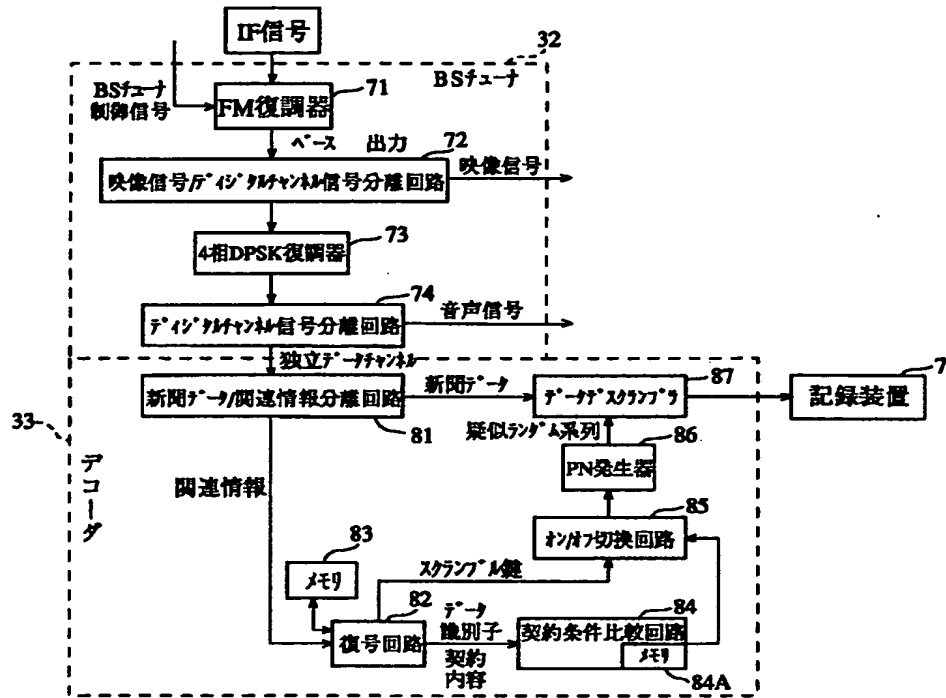 IF信号
32
BSチューナ
BSチューナ
制御信号
71
FM復調器
ベース 出力
72
映像信号/ディジタルチャンネル信号分離回路
映像信号
73
4相DPSK復調器
74
ディジタルチャンネル信号分離回路
音声信号
独立データチャンネル
新聞データ/関連情報分離回路
81
新聞データ
87
データデスクランブラ
7
記録装置
33
デコーダ
疑似ランダム系列
86
PN発生器
関連情報
85
オン/オフ切換回路
83
メモリ
スクランブル鍵
82
復号回路
データ
識別子
契約
内容
84
契約条件比較回路
メモリ
84A